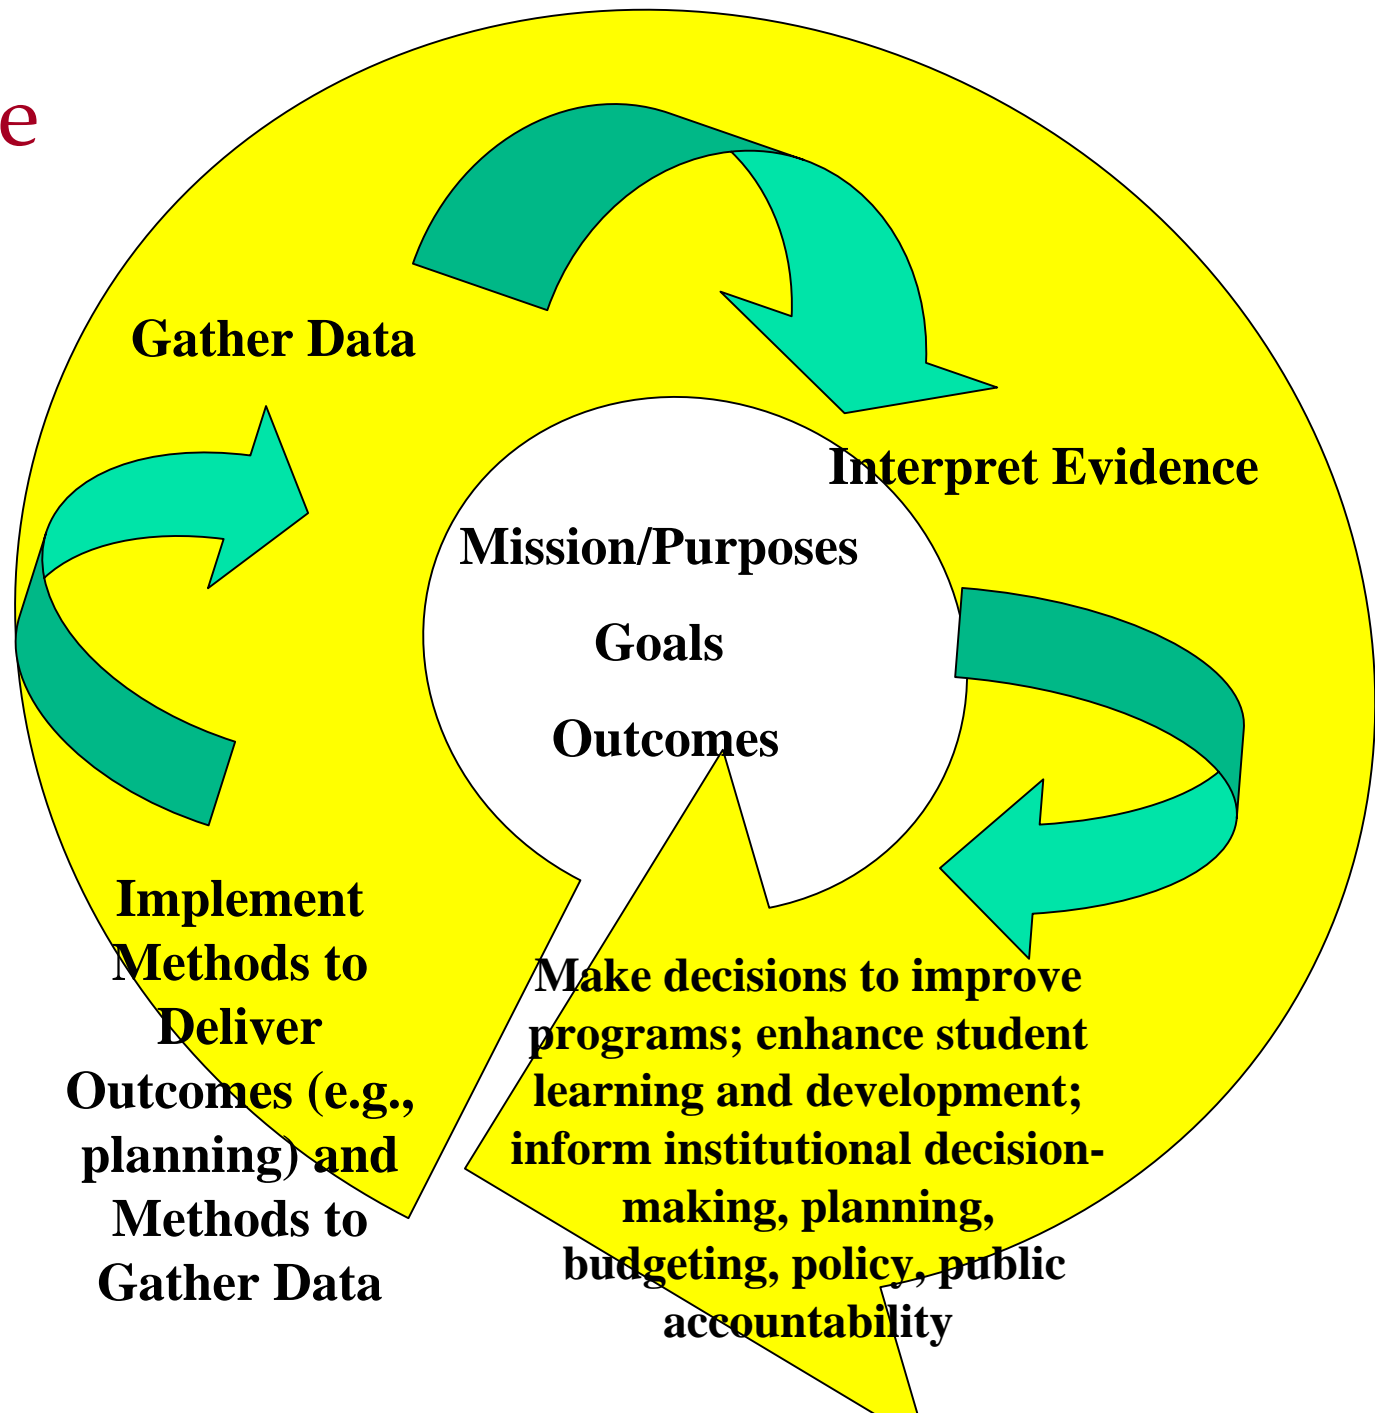 e
Gather Data
Interpret Evidence
Mission/Purposes
Goals
Outcomes
Implement
Methods to
Deliver
Outcomes (e.g.,
planning) and
Methods to
Gather Data
Make decisions to improve
programs; enhance student
learning and development;
inform institutional decision-
making, planning,
budgeting, policy, public
accountability